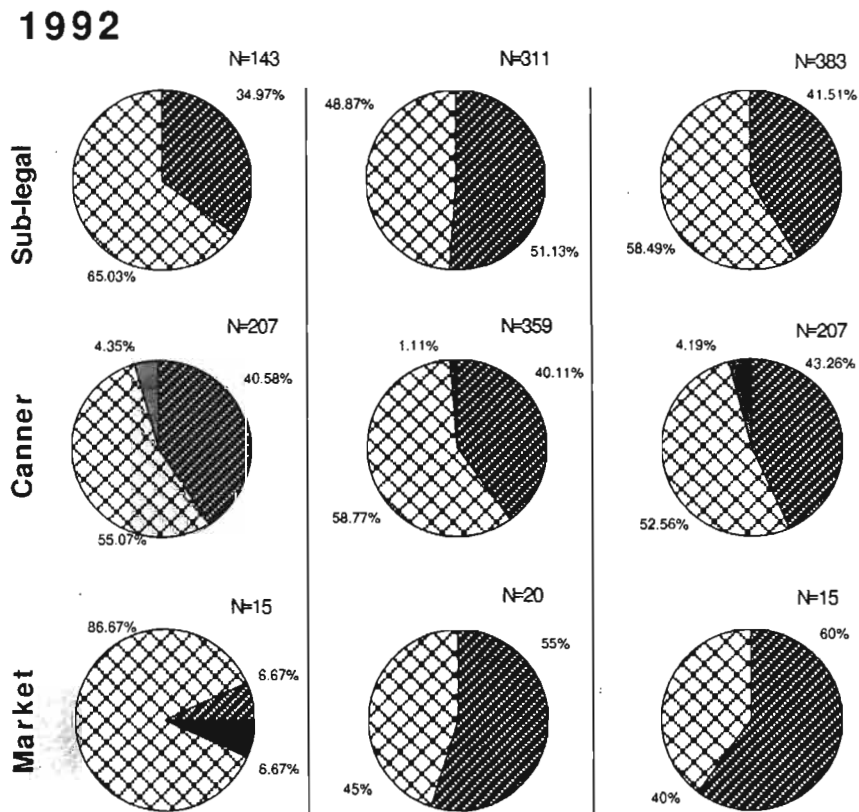 1992
Sub-legal
N=143
34.97%
65.03%
N=311
48.87%
51.13%
N=383
41.51%
58.49%
Canner
N=207
4.35%
40.58%
55.07%
N=359
1.11%
40.11%
58.77%
N=207
4.19%
43.26%
52.56%
Market
N=15
86.67%
6.67%
6.67%
N=20
55%
45%
N=15
60%
40%